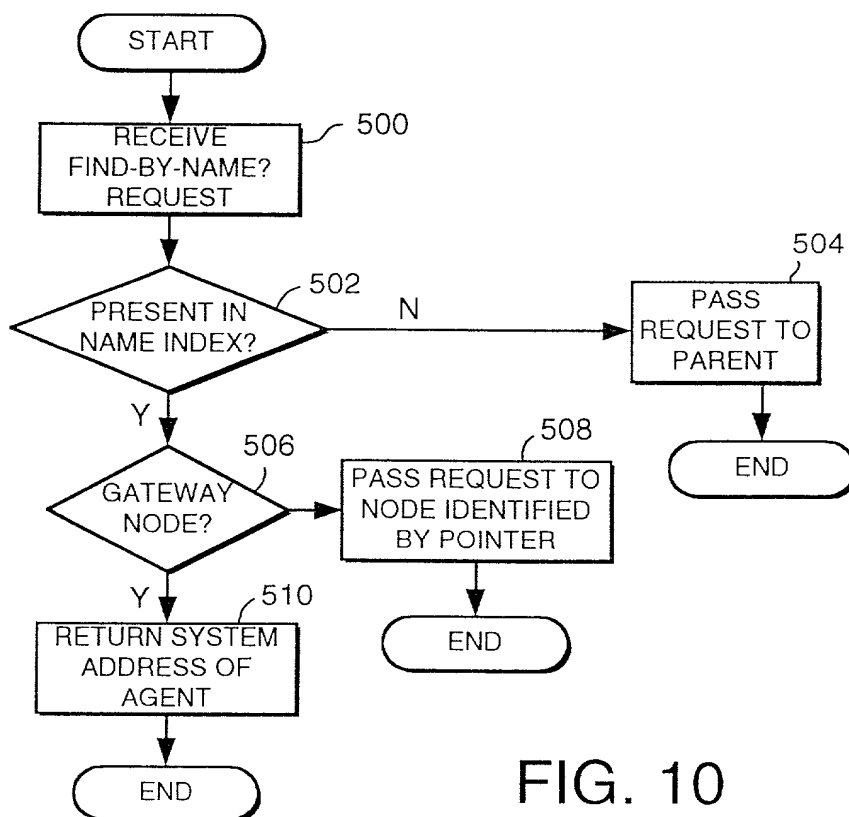 START
500
RECEIVE
FIND-BY-NAME?
REQUEST
502
PRESENT IN
NAME INDEX?
N
504
PASS
REQUEST TO
PARENT
END
Y
506
GATEWAY
NODE?
508
PASS REQUEST TO
NODE IDENTIFIED
BY POINTER
END
Y
510
RETURN SYSTEM
ADDRESS OF
AGENT
END
FIG. 10